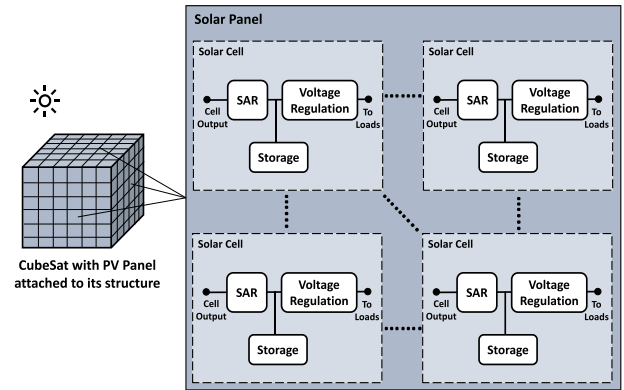 Solar Panel
Solar Cell
SAR
Voltage
Regulation
Cell
Output
To
Loads
Storage
Solar Cell
SAR
Voltage
Regulation
Cell
Output
To
Loads
Storage
CubeSat with PV Panel
attached to its structure
Solar Cell
SAR
Voltage
Regulation
Cell
Output
To
Loads
Storage
Solar Cell
SAR
Voltage
Regulation
Cell
Output
To
Loads
Storage